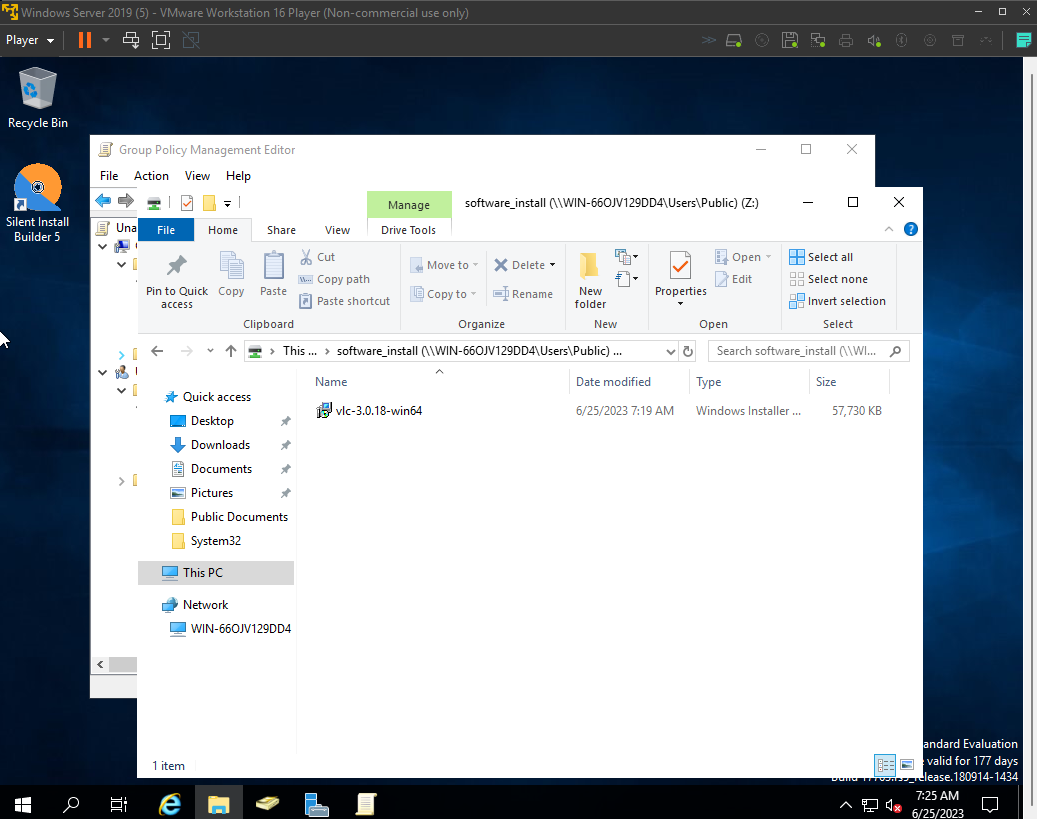 Windows Server 2019 (5) - VMware Workstation 16 Player (Non-commercial use only)
Player
Recycle Bin
Silent Install
Builder 5
Group Policy Management Editor
File Action View Help
Una
Manage
software_install (\\WIN-66OJV129DD4\Users\Public) (Z:)
File Home Share View Drive Tools
Pin to Quick
access
Copy
Paste
Cut
Copy path
Paste shortcut
Clipboard
Move to
Copy to
Delete
Rename
Organize
New
folder
New
Properties
Open
Edit
Open
Select all
Select none
Invert selection
Select
This ... software_install (\\WIN-66OJV129DD4\Users\Public) ...
Search software_install (\\WI...
Name Date modified Type Size
vlc-3.0.18-win64 6/25/2023 7:19 AM Windows Installer ... 57,730 KB
Quick access
Desktop
Downloads
Documents
Pictures
Public Documents
System32
This PC
Network
WIN-66OJV129DD4
1 item
andard Evaluation
valid for 177 days
release.180914-1434
7:25 AM
6/25/2023